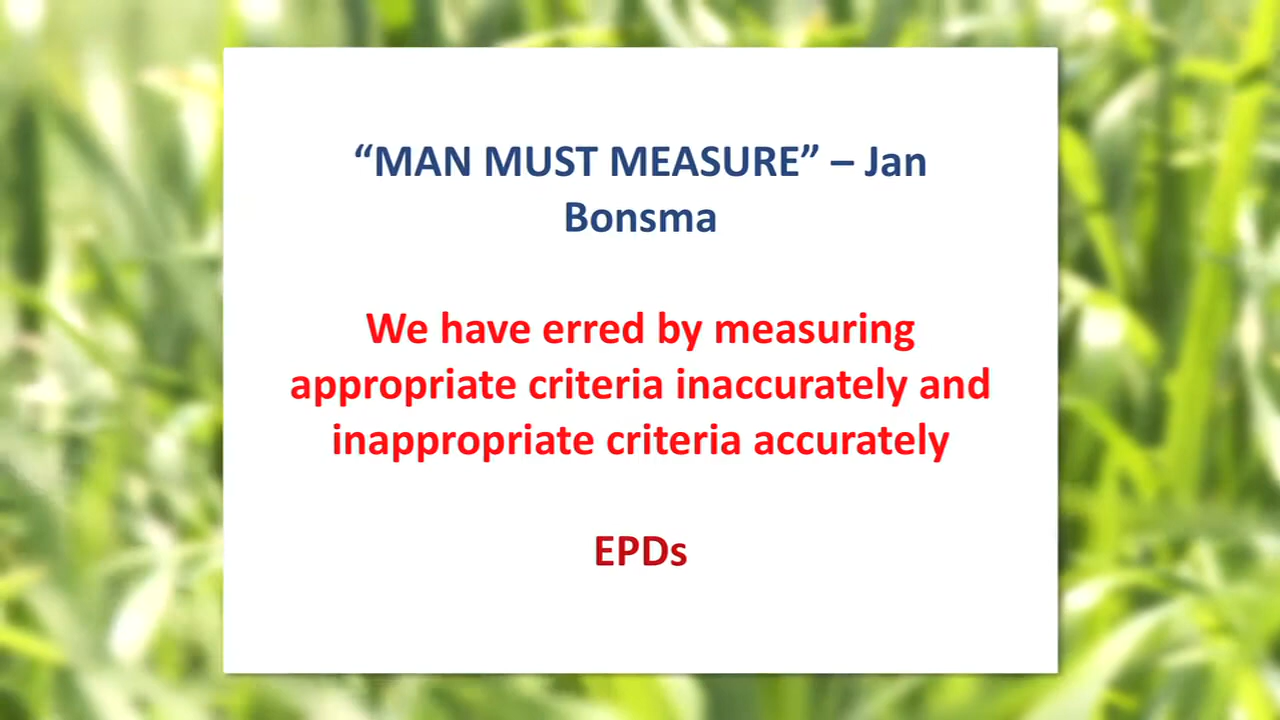 “MAN MUST MEASURE” – Jan
Bonsma
We have erred by measuring
appropriate criteria inaccurately and
inappropriate criteria accurately
EPDs